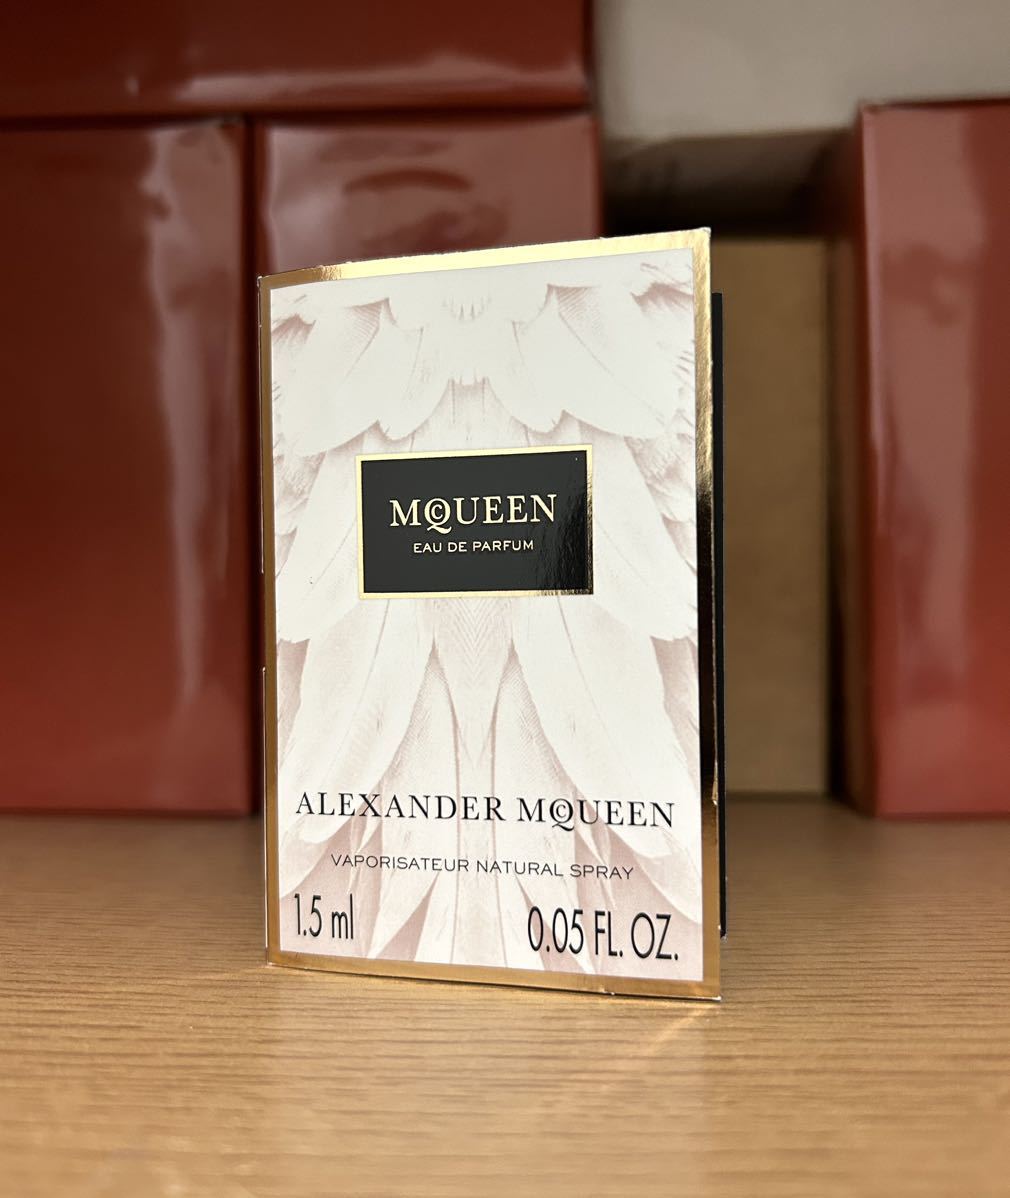 McQUEEN
EAU DE PARFUM
ALEXANDER McQUEEN
VAPORISATEUR NATURAL SPRAY
1.5 ml 0.05 FL. OZ.